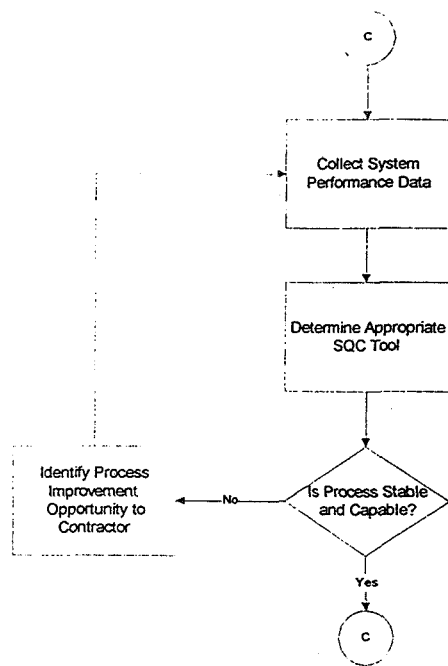 C
Collect System
Performance Data
Determine Appropriate
SQC Tool
Is Process Stable
and Capable?
No
Identify Process
Improvement
Opportunity to
Contractor
Yes
C